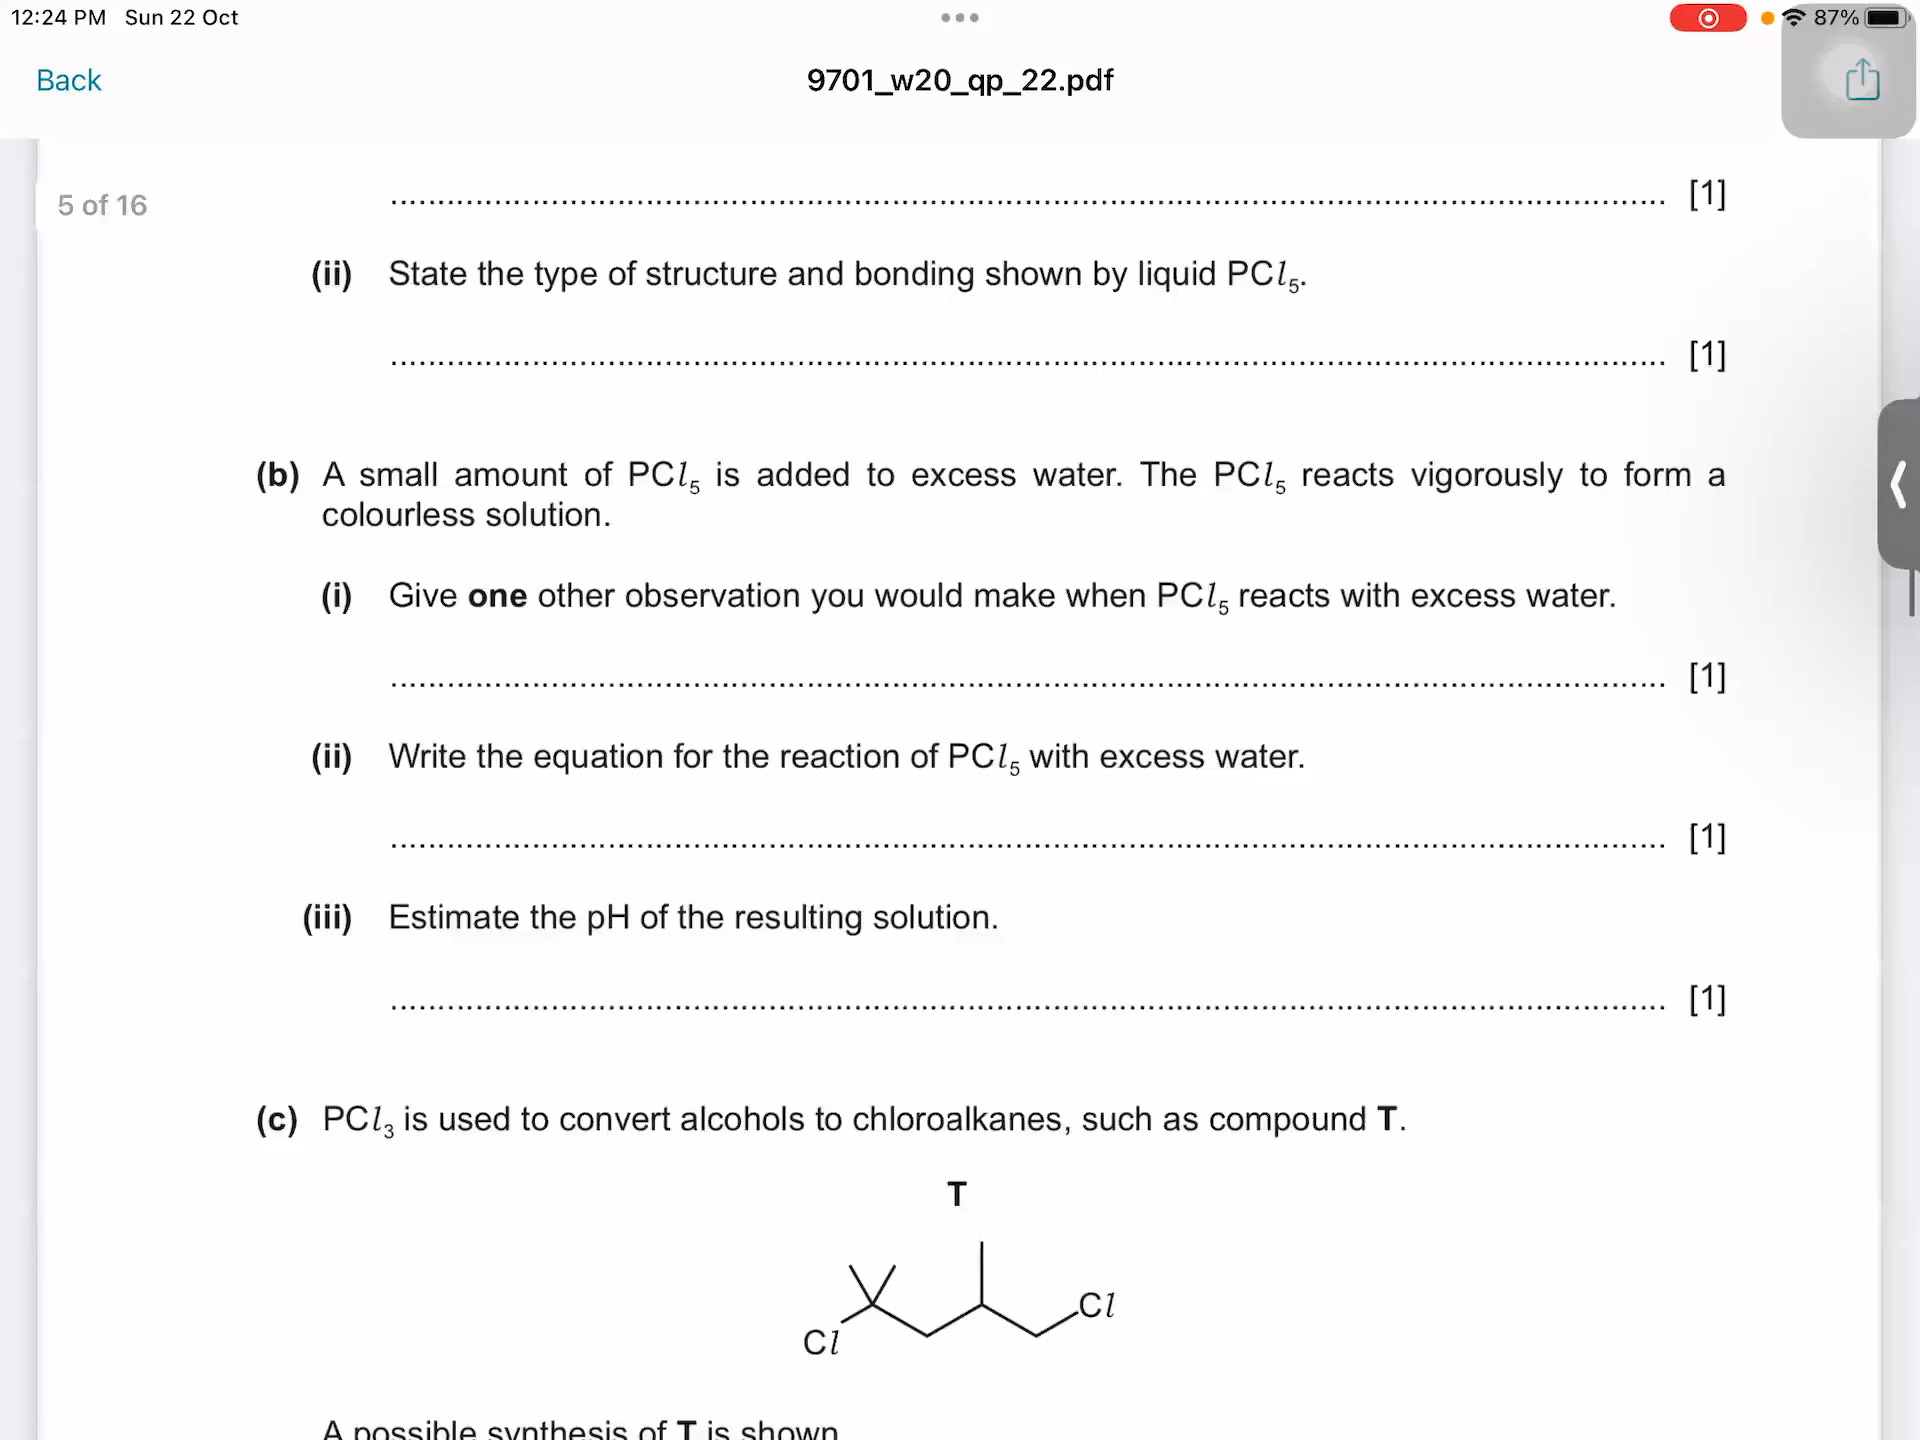 12:24 PM Sun 22 Oct
87%
Back
9701_w20_qp_22.pdf
5 of 16
.......................................................................................................................... [1]
(ii) State the type of structure and bonding shown by liquid PCl₅.
.......................................................................................................................... [1]
(b) A small amount of PCl₅ is added to excess water. The PCl₅ reacts vigorously to form a
colourless solution.
(i) Give one other observation you would make when PCl₅ reacts with excess water.
.......................................................................................................................... [1]
(ii) Write the equation for the reaction of PCl₅ with excess water.
.......................................................................................................................... [1]
(iii) Estimate the pH of the resulting solution.
.......................................................................................................................... [1]
(c) PCl₃ is used to convert alcohols to chloroalkanes, such as compound T.
T
Cl
Cl
A possible synthesis of T is shown